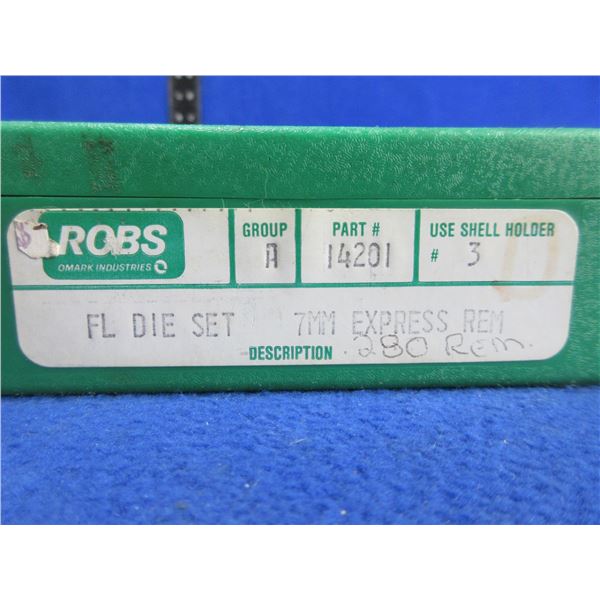 ROBS
OMARK INDUSTRIES
GROUP
A
PART #
14201
USE SHELL HOLDER
# 3
FL DIE SET 7MM EXPRESS REM
DESCRIPTION .280 Rem.